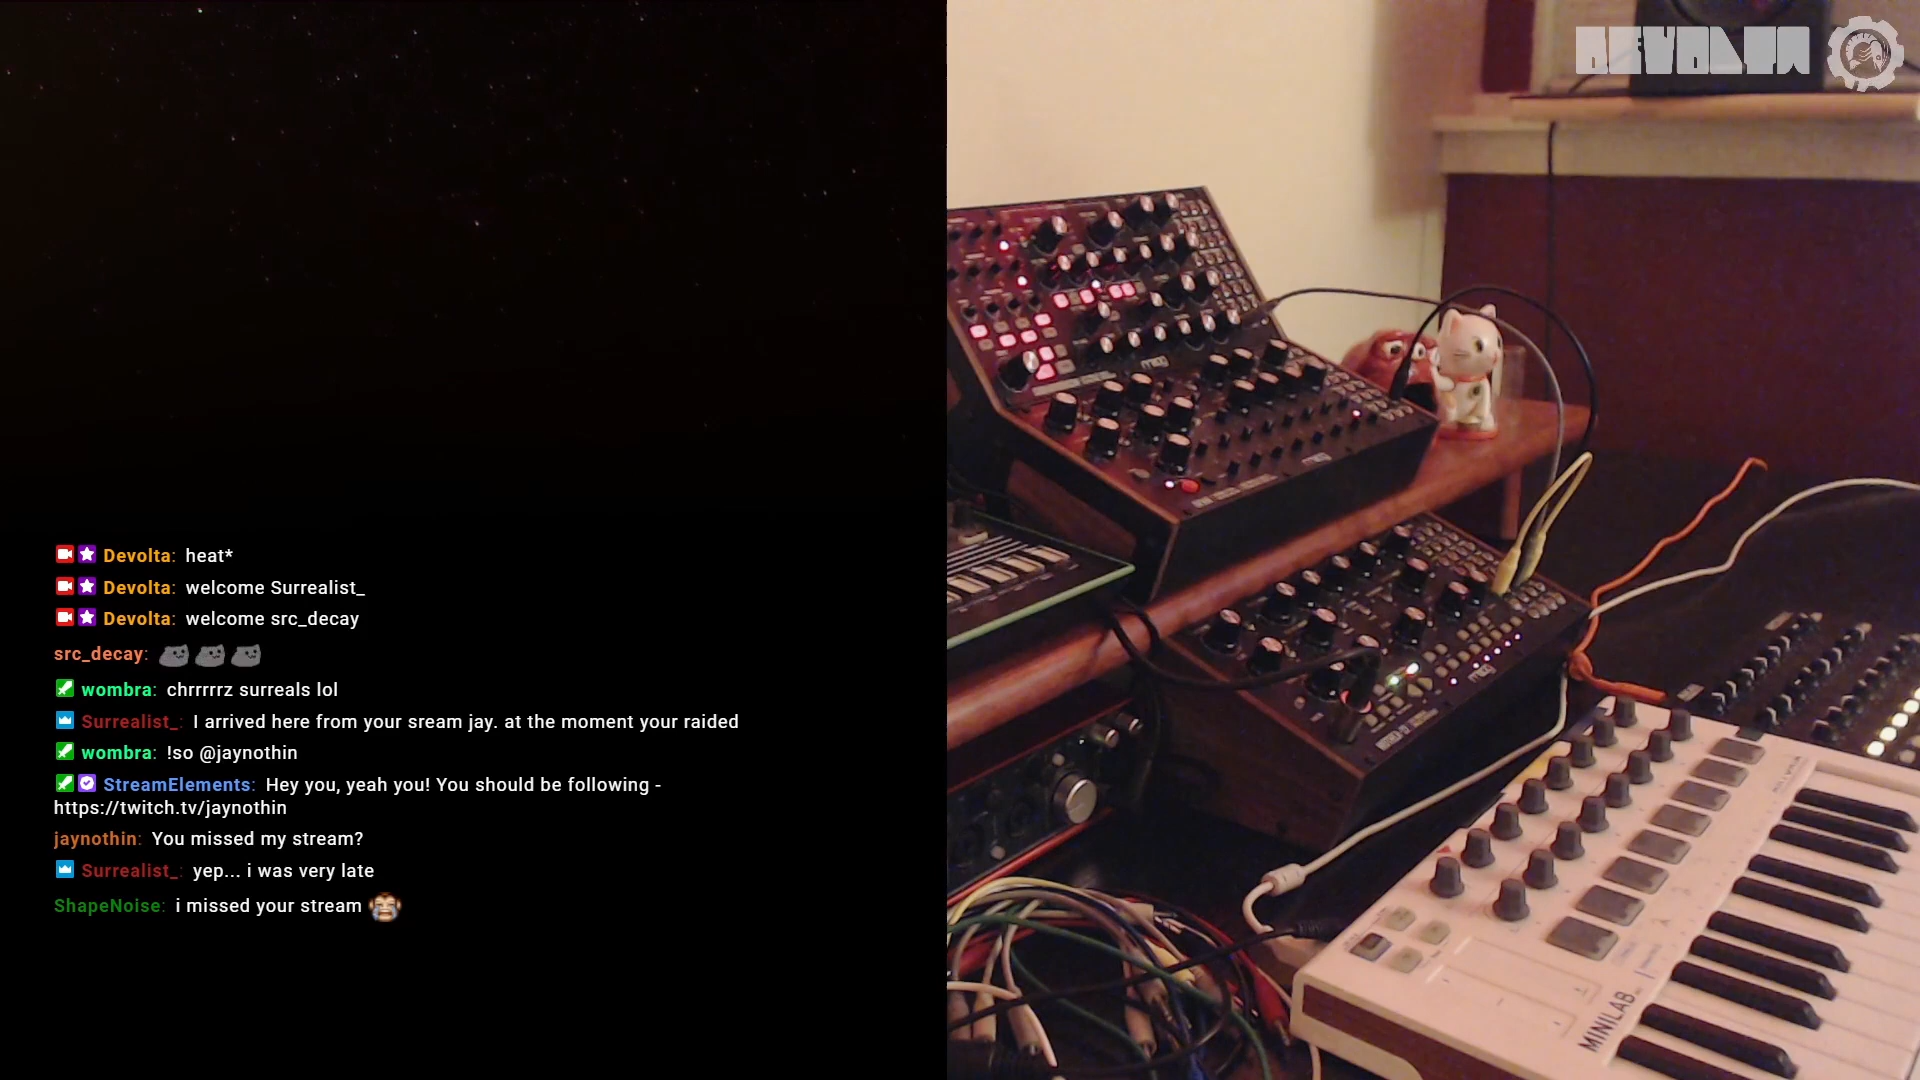 DEVOLTA
Devolta: heat*
Devolta: welcome Surrealist_
Devolta: welcome src_decay
src_decay:
wombra: chrrrrrz surreals lol
Surrealist_: I arrived here from your sream jay. at the moment your raided
wombra: !so @jaynothin
StreamElements: Hey you, yeah you! You should be following -
https://twitch.tv/jaynothin
jaynothin: You missed my stream?
Surrealist_: yep... i was very late
ShapeNoise: i missed your stream
moog
moog
moog
MINILAB